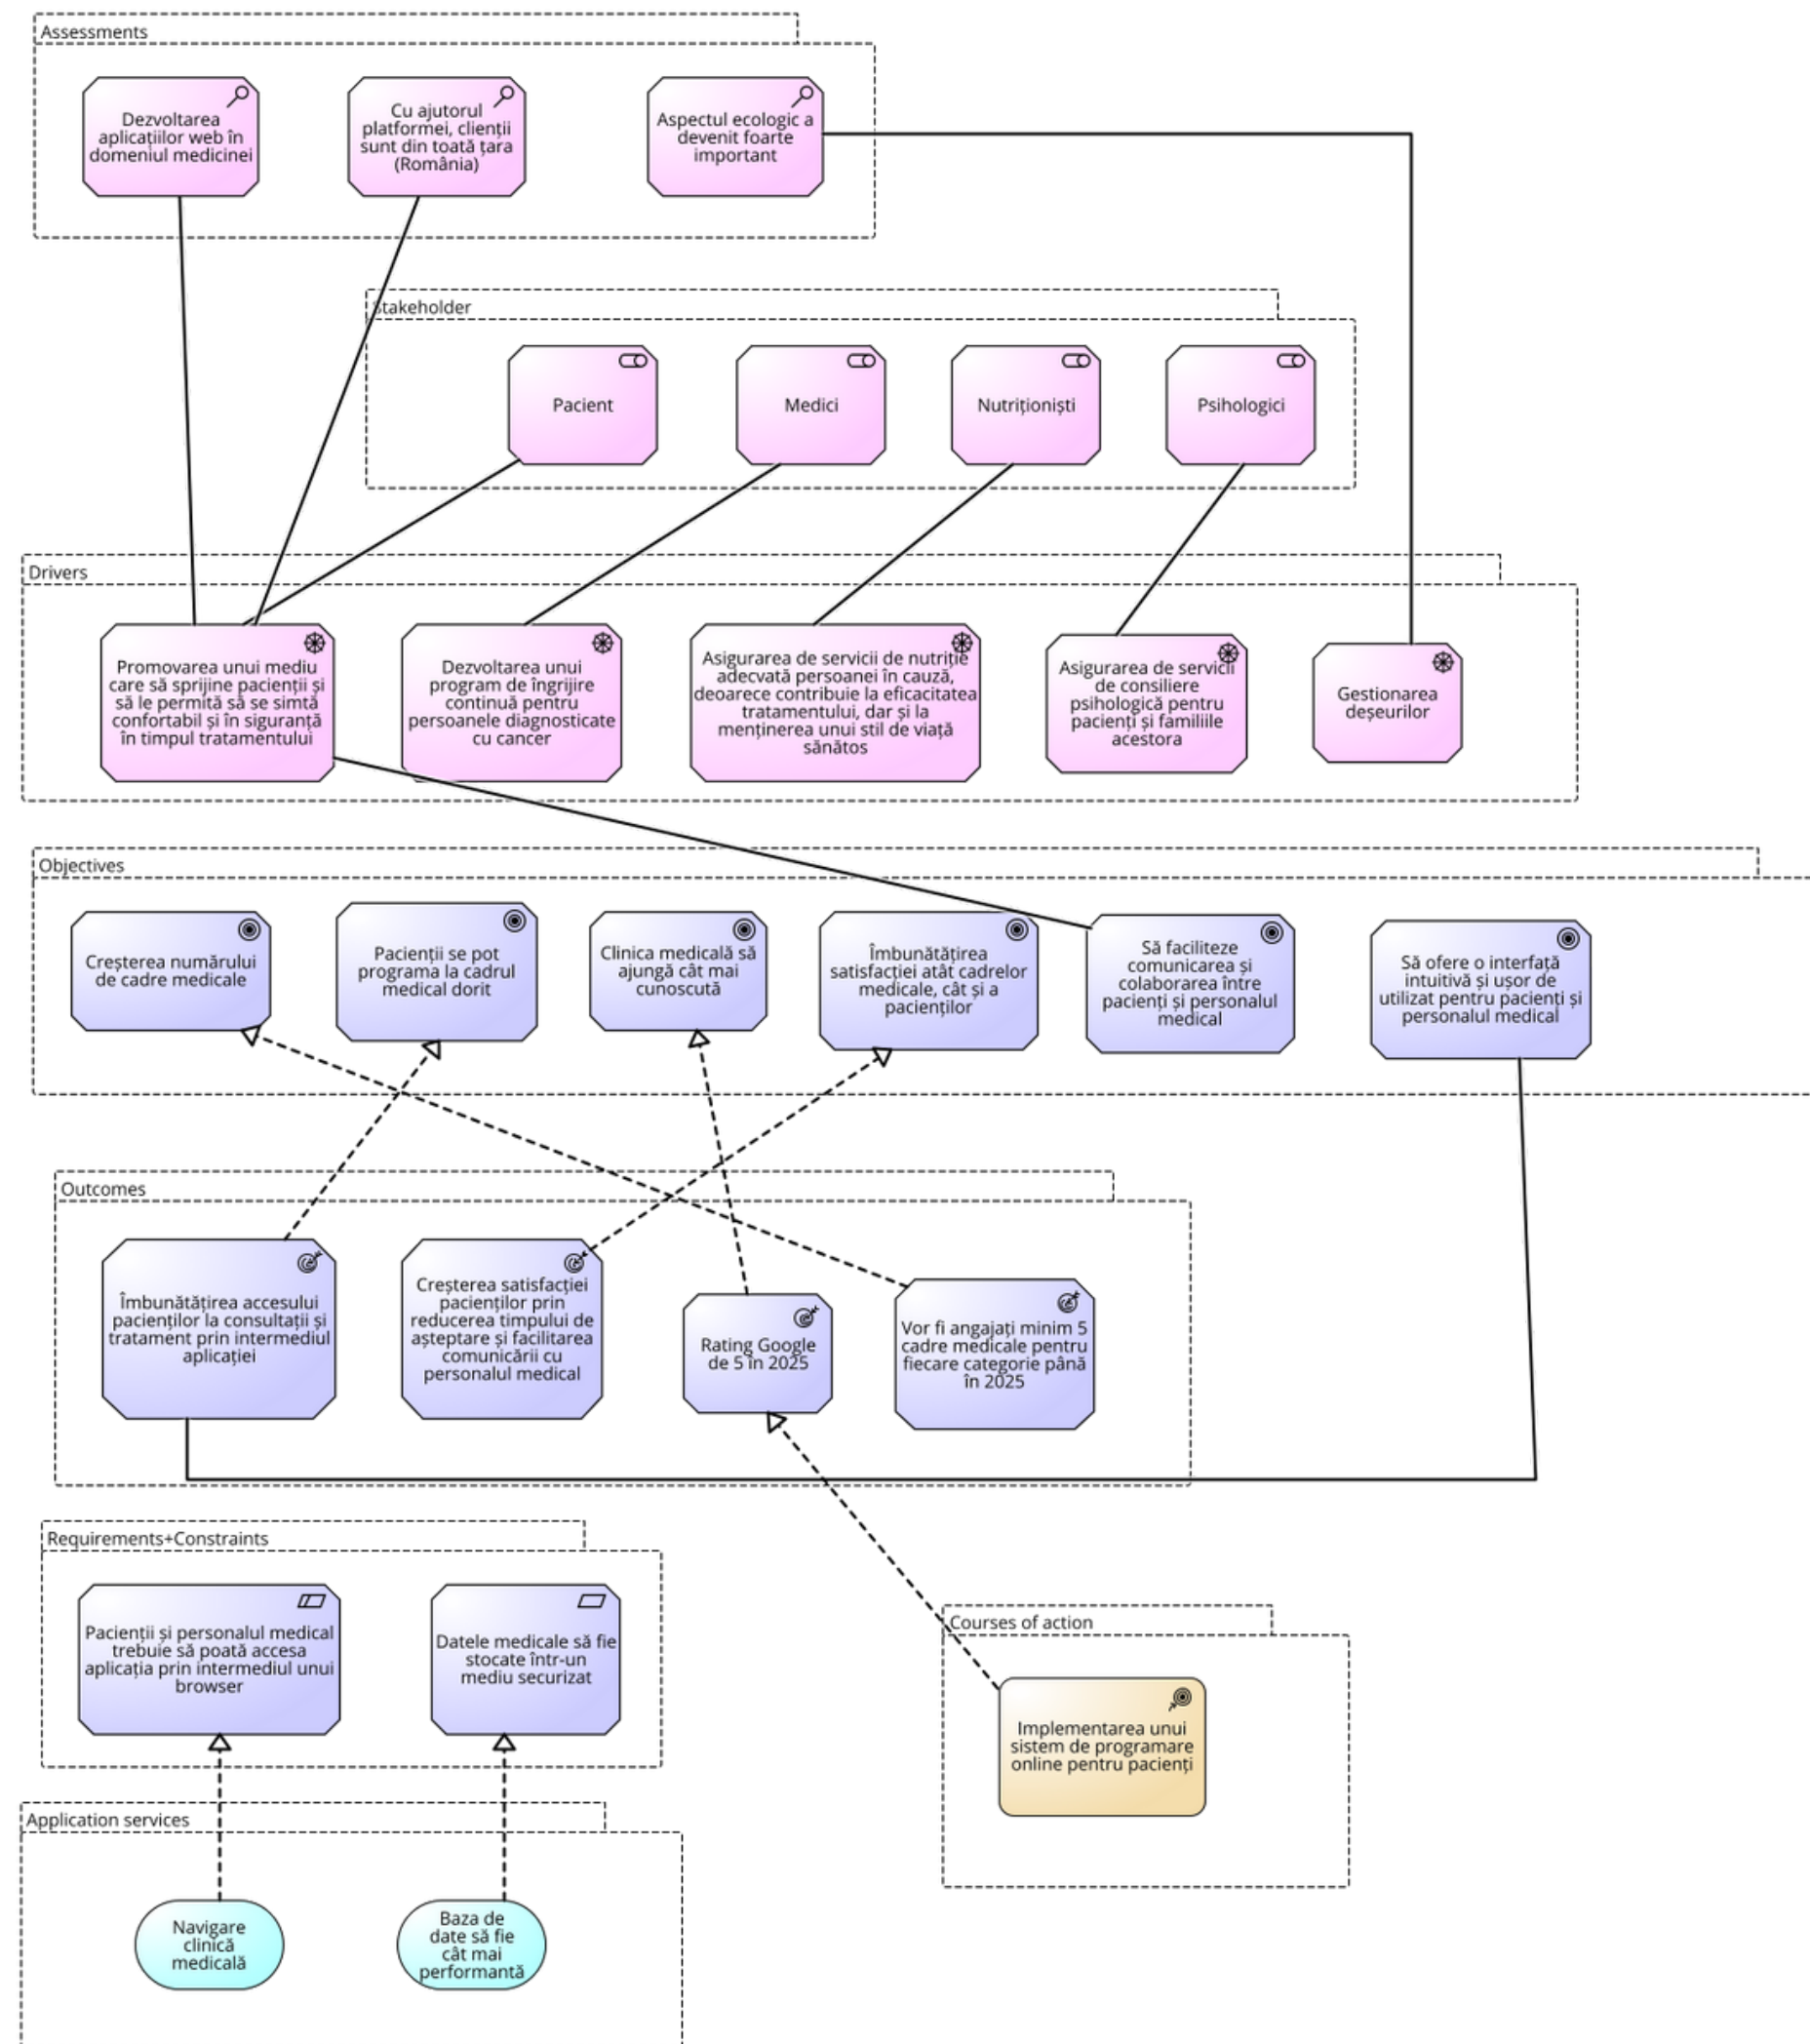 Assessments
Dezvoltarea
aplicațiilor web în
domeniul medicinei
Cu ajutorul
platformei, clienții
sunt din toată țara
(România)
Aspectul ecologic a
devenit foarte
important
Stakeholder
Pacient
Medici
Nutriționiști
Psihologici
Drivers
Promovarea unui mediu
care să sprijine pacienții și
să le permită să se simtă
confortabil și în siguranță
în timpul tratamentului
Dezvoltarea unui
program de îngrijire
continuă pentru
persoanele diagnosticate
cu cancer
Asigurarea de servicii de nutriție
adecvată persoanei în cauză,
deoarece contribuie la eficacitatea
tratamentului, dar și la
menținerea unui stil de viață
sănătos
Asigurarea de servicii
de consiliere
psihologică pentru
pacienți și familiile
acestora
Gestionarea
deșeurilor
Objectives
Creșterea numărului
de cadre medicale
Pacienții se pot
programa la cadrul
medical dorit
Clinica medicală să
ajungă cât mai
cunoscută
Îmbunătățirea
satisfacției atât cadrelor
medicale, cât și a
pacienților
Să faciliteze
comunicarea și
colaborarea între
pacienți și personalul
medical
Să ofere o interfață
intuitivă și ușor de
utilizat pentru pacienți și
personalul medical
Outcomes
Îmbunătățirea accesului
pacienților la consultații și
tratament prin intermediul
aplicației
Creșterea satisfacției
pacienților prin
reducerea timpului de
așteptare și facilitarea
comunicării cu
personalul medical
Rating Google
de 5 în 2025
Vor fi angajați minim 5
cadre medicale pentru
fiecare categorie până
în 2025
Requirements+Constraints
Pacienții și personalul medical
trebuie să poată accesa
aplicația prin intermediul unui
browser
Datele medicale să fie
stocate într-un
mediu securizat
Courses of action
Implementarea unui
sistem de programare
online pentru pacienți
Application services
Navigare
clinică
medicală
Baza de
date să fie
cât mai
performantă